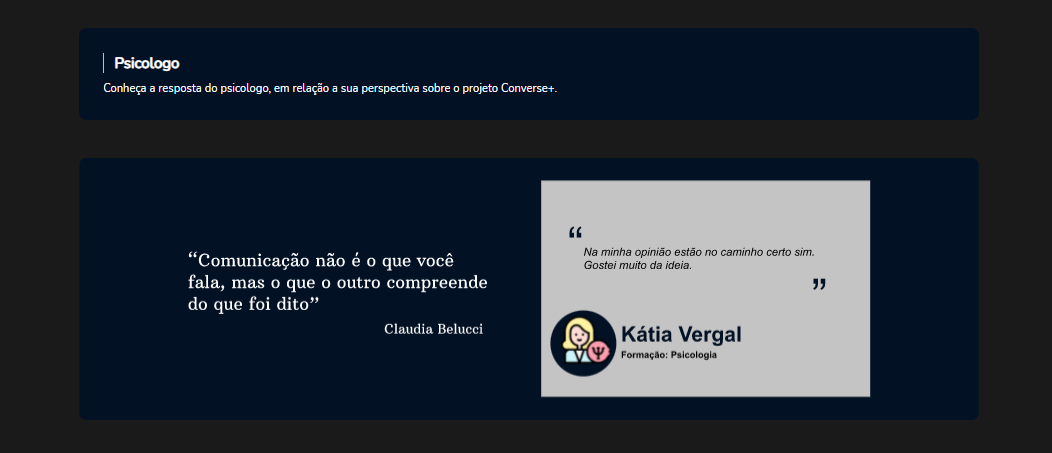 Psicologo
Conheça a resposta do psicologo, em relação a sua perspectiva sobre o projeto Converse+.
“Comunicação não é o que você
fala, mas o que o outro compreende
do que foi dito”
Claudia Belucci
“
Na minha opinião estão no caminho certo sim.
Gostei muito da ideia.
”
Kátia Vergal
Formação: Psicologia